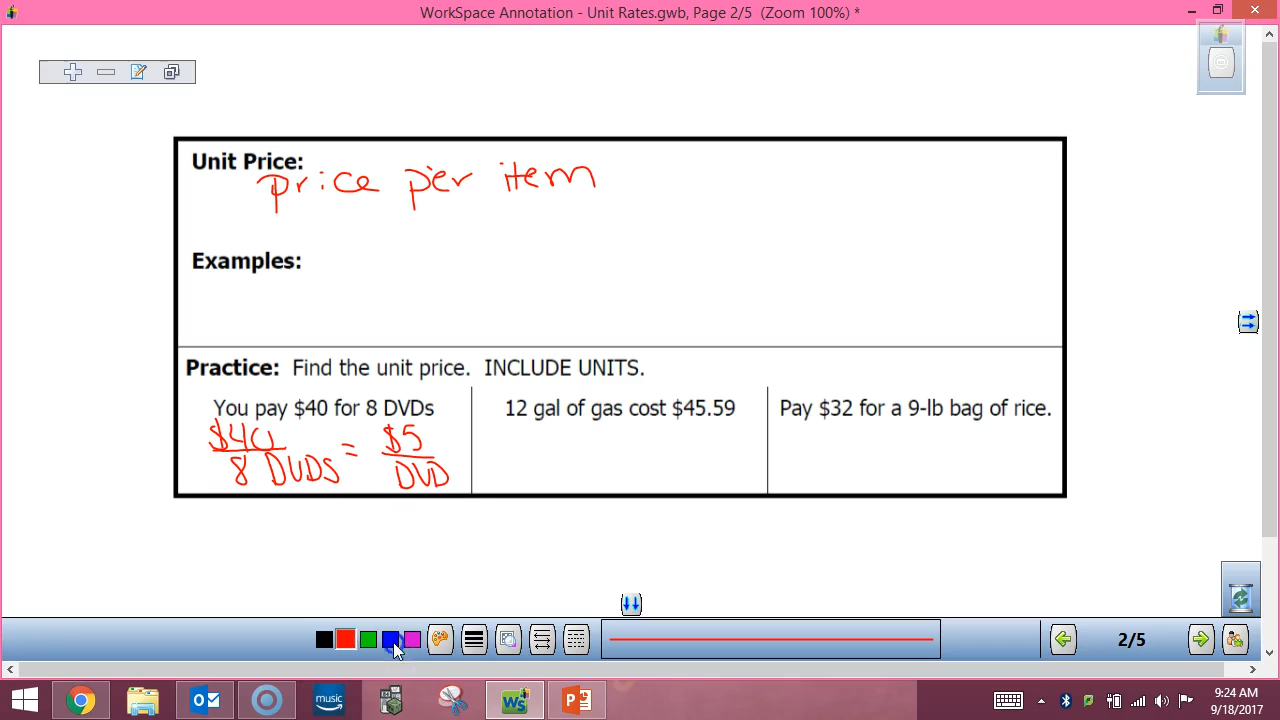 WorkSpace Annotation - Unit Rates.gwb, Page 2/5 (Zoom 100%) *
Unit Price:
price per item
Examples:
Practice: Find the unit price. INCLUDE UNITS.
You pay $40 for 8 DVDs
$40
8 DVDS
=
$5
DVD
12 gal of gas cost $45.59
Pay $32 for a 9-lb bag of rice.
2/5
music
WS
9:24 AM
9/18/2017